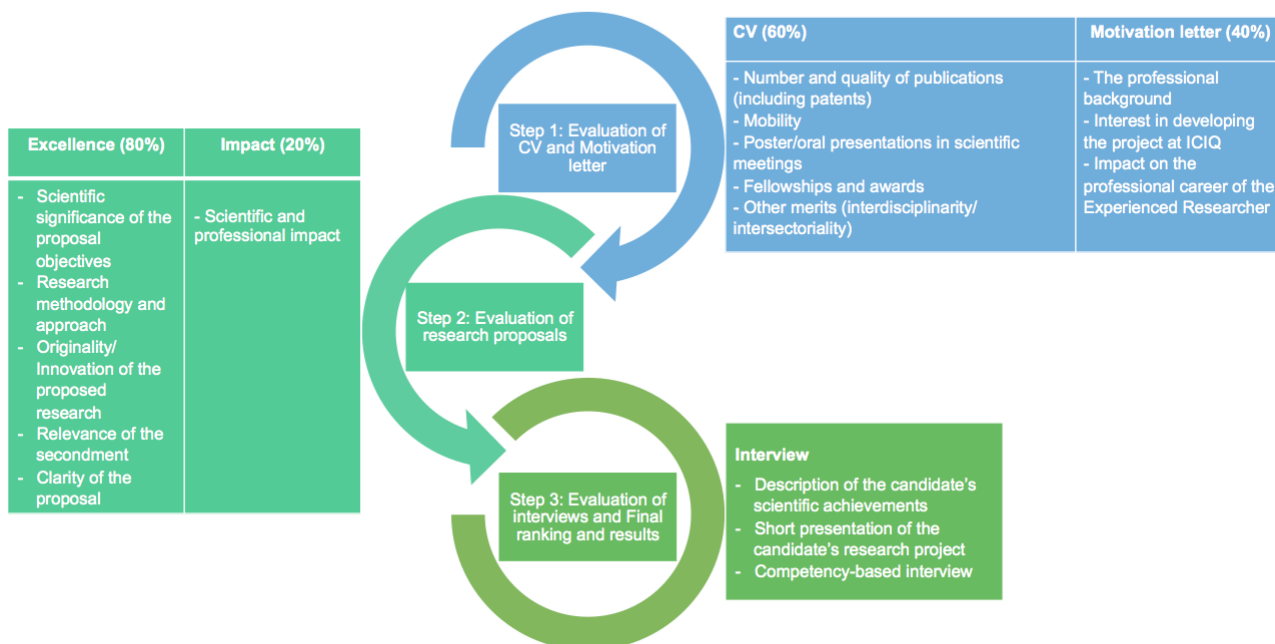 CV (60%)
- Number and quality of publications
(including patents)
- Mobility
- Poster/oral presentations in scientific
meetings
- Fellowships and awards
- Other merits (interdisciplinarity/
intersectoriality)
Motivation letter (40%)
- The professional
background
- Interest in developing
the project at ICIQ
- Impact on the
professional career of the
Experienced Researcher
Step 1: Evaluation of
CV and Motivation
letter
Excellence (80%)
- Scientific
significance of the
proposal
objectives
- Research
methodology and
approach
- Originality/
Innovation of the
proposed
research
- Relevance of the
secondment
- Clarity of the
proposal
Impact (20%)
- Scientific and
professional impact
Step 2: Evaluation of
research proposals
Step 3: Evaluation of
interviews and Final
ranking and results
Interview
- Description of the candidate's
scientific achievements
- Short presentation of the
candidate's research project
- Competency-based interview